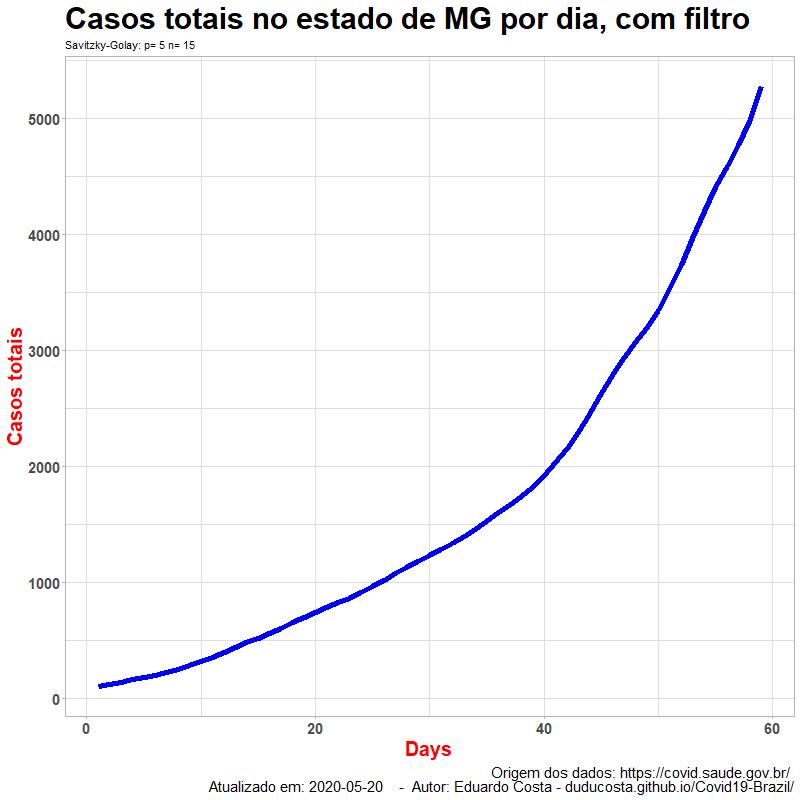 Casos totais no estado de MG por dia, com filtro
Savitzky-Golay: p= 5 n= 15
5000
4000
3000
2000
1000
0
Casos totais
0 20 40 60
Days
Origem dos dados: https://covid.saude.gov.br/
Atualizado em: 2020-05-20 - Autor: Eduardo Costa - duducosta.github.io/Covid19-Brazil/